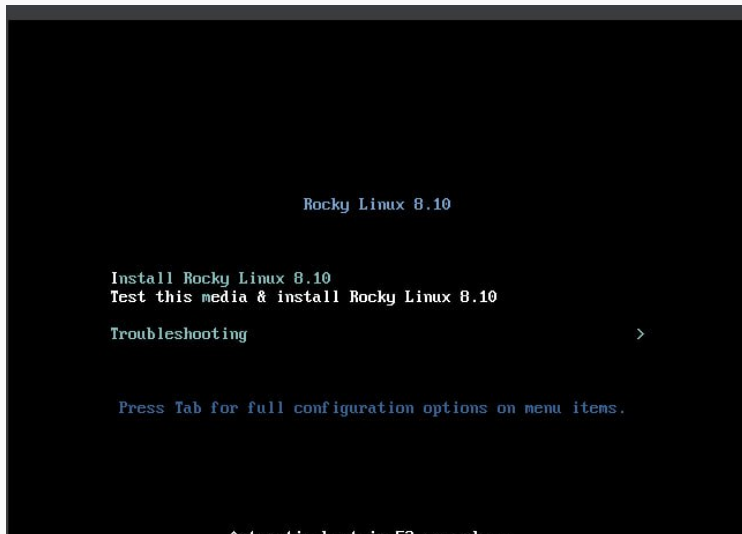 Rocky Linux 8.10
Install Rocky Linux 8.10
Test this media & install Rocky Linux 8.10
Troubleshooting >
Press Tab for full configuration options on menu items.